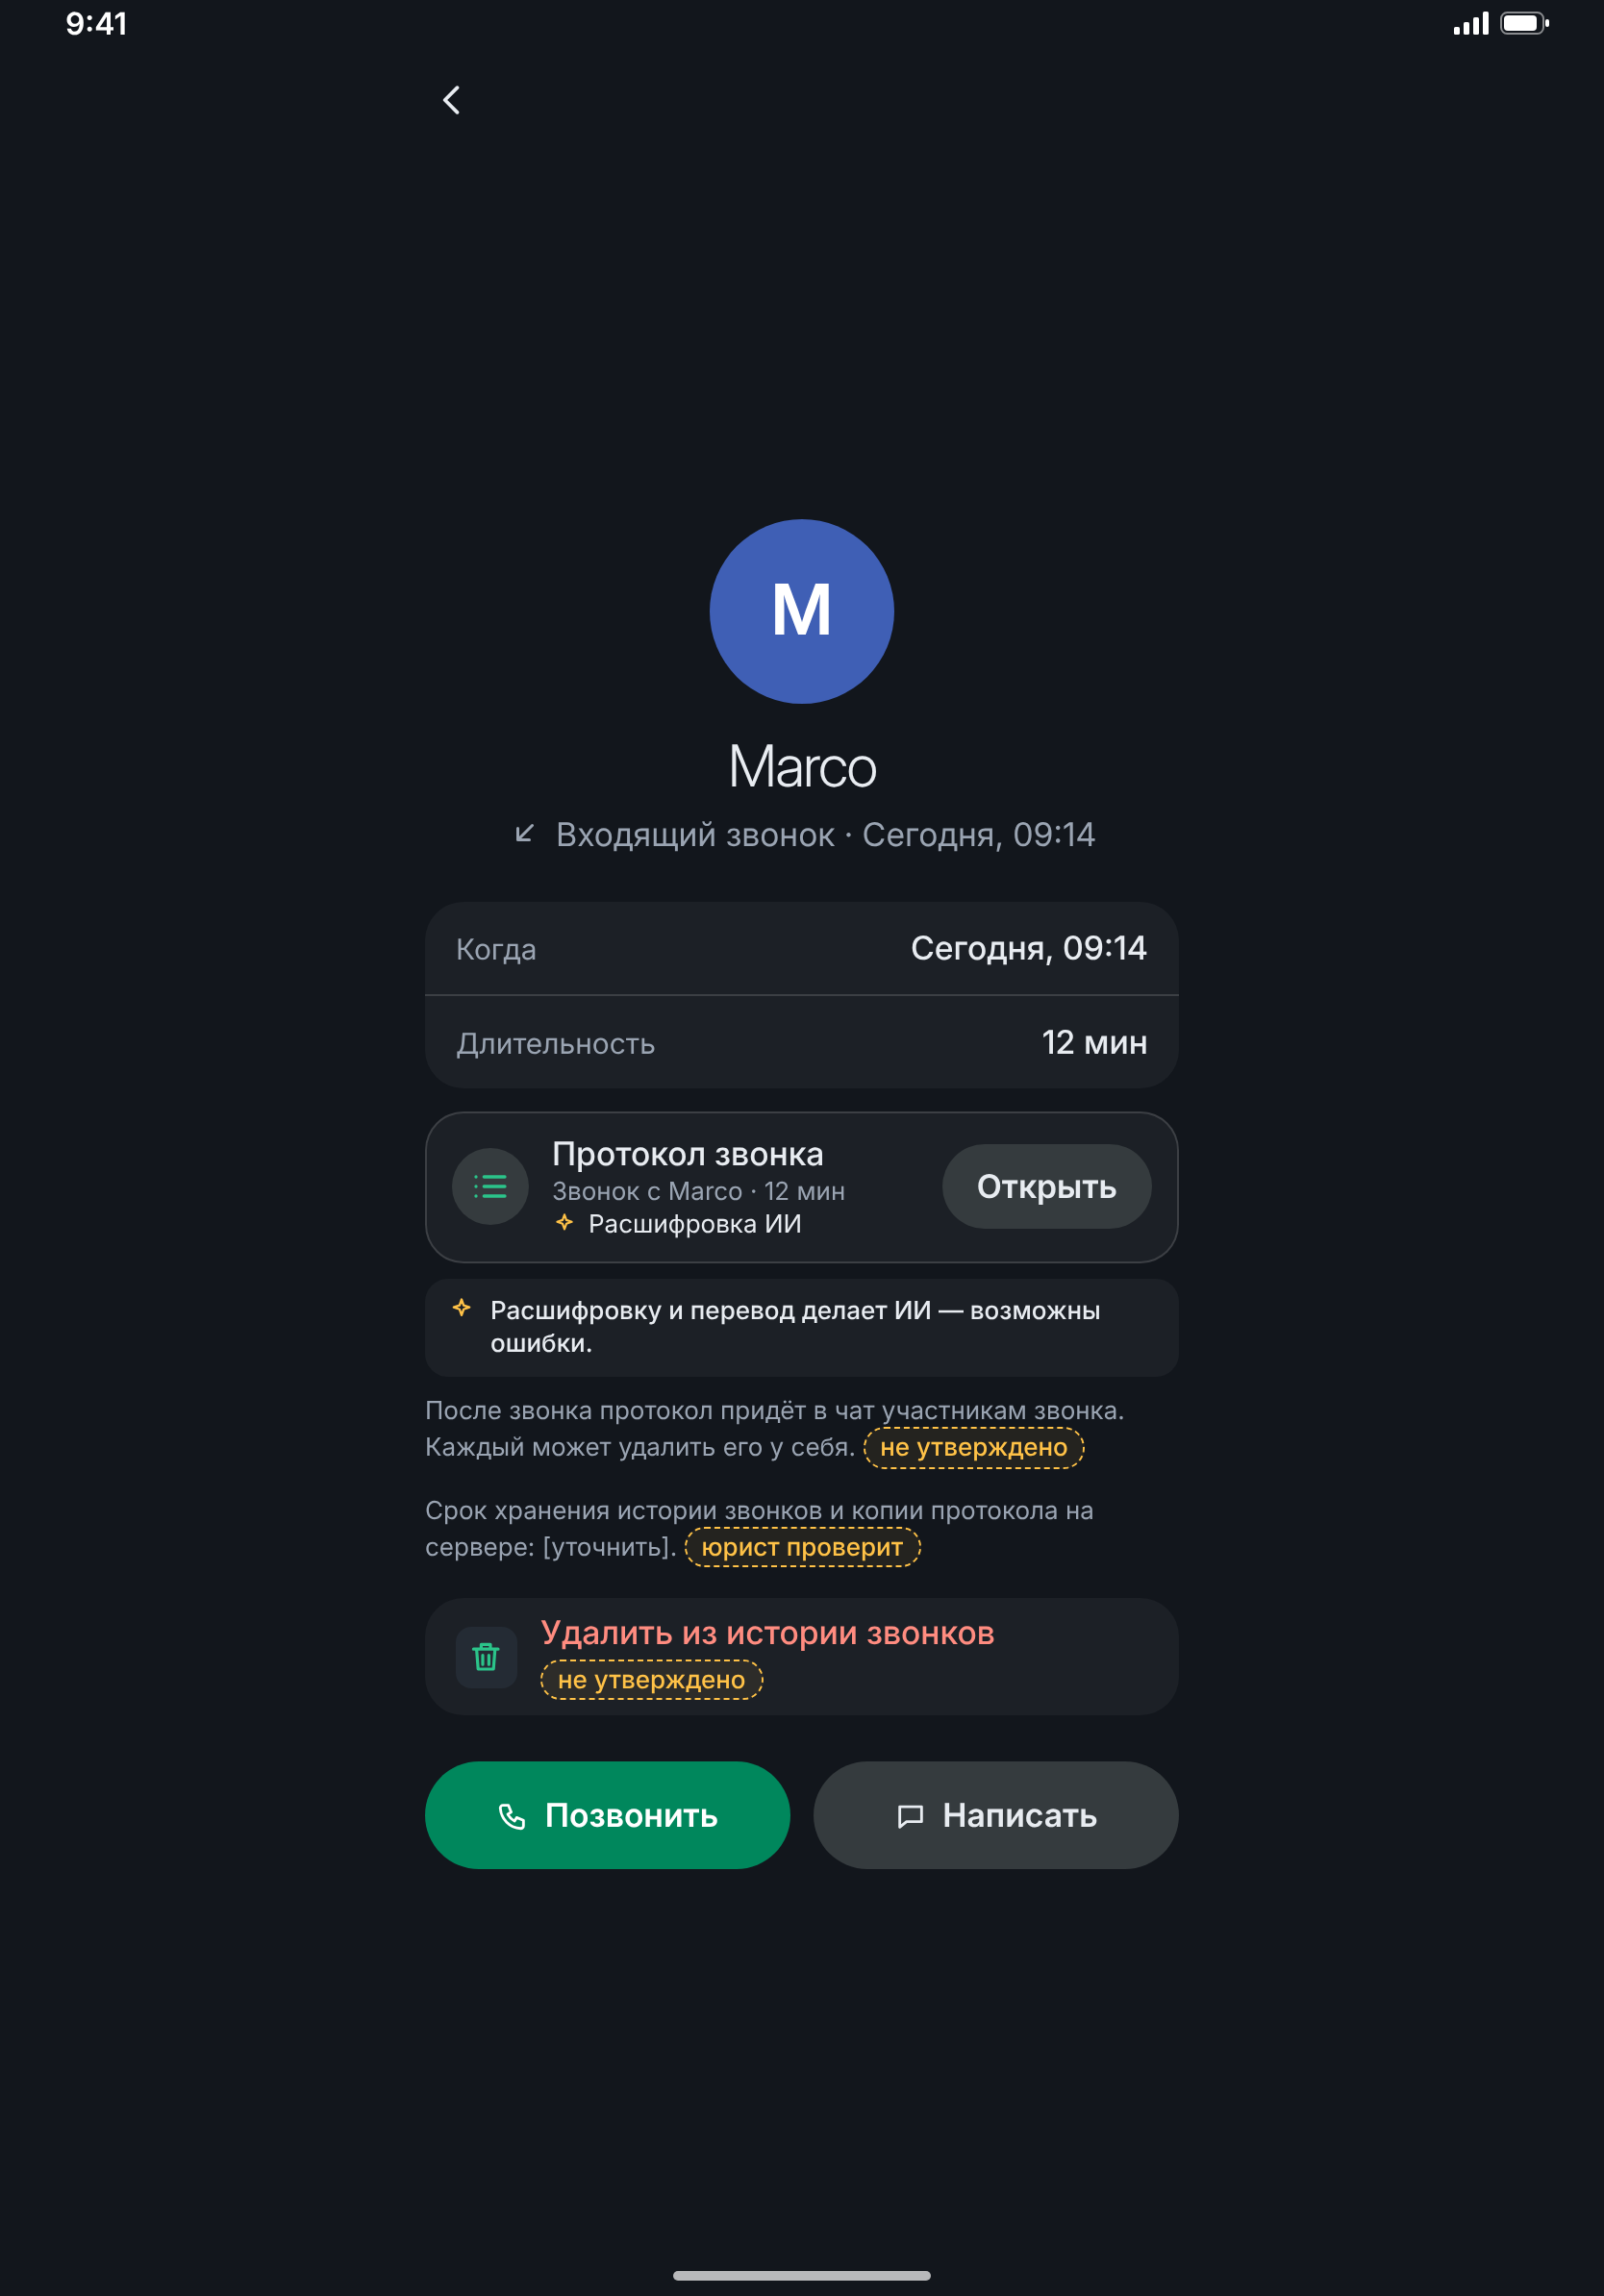 9:41
M
Marco
Входящий звонок · Сегодня, 09:14
Когда
Сегодня, 09:14
Длительность
12 мин
Протокол звонка
Звонок с Marco · 12 мин
Расшифровка ИИ
Открыть
Расшифровку и перевод делает ИИ — возможны
ошибки.
После звонка протокол придёт в чат участникам звонка.
Каждый может удалить его у себя. не утверждено
Срок хранения истории звонков и копии протокола на
сервере: [уточнить]. юрист проверит
Удалить из истории звонков
не утверждено
Позвонить
Написать